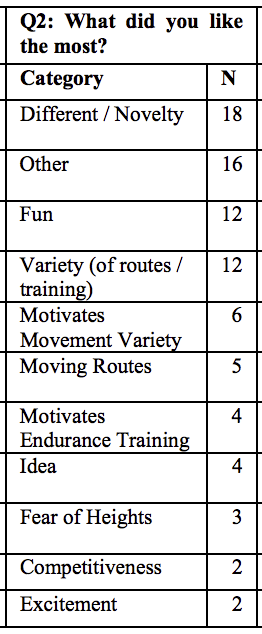 Q2: What did you like
the most?
Category N
Different / Novelty 18
Other 16
Fun 12
Variety (of routes / 12
training)
Motivates 6
Movement Variety
Moving Routes 5
Motivates 4
Endurance Training
Idea 4
Fear of Heights 3
Competitiveness 2
Excitement 2